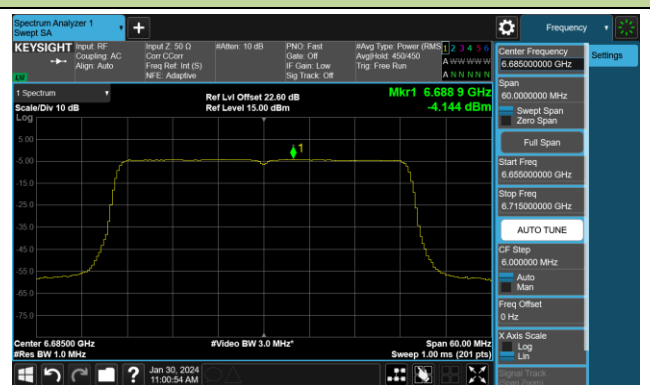 Spectrum Analyzer 1
Swept SA
Frequency
KEYSIGHT
Input: RF
Coupling: AC
Align: Auto
Input Z: 50 Ω
Corr CCorr
Freq Ref: Int (S)
NFE: Adaptive
#Atten: 10 dB
PNO: Fast
Gate: Off
IF Gain: Low
Sig Track: Off
#Avg Type: Power (RMS
Avg|Hold: 450/450
Trig: Free Run
1 2 3 4 5 6
A W W W W W
A N N N N N
LW
1 Spectrum
Scale/Div 10 dB
Log
Ref Lvl Offset 22.60 dB
Ref Level 15.00 dBm
Mkr1 6.688 9 GHz
-4.144 dBm
1
5.00
-5.00
-15.0
-25.0
-35.0
-45.0
-55.0
-65.0
-75.0
Center 6.68500 GHz
#Res BW 1.0 MHz
#Video BW 3.0 MHz*
Span 60.00 MHz
Sweep 1.00 ms (201 pts)
Center Frequency
6.685000000 GHz
Settings
Span
60.0000000 MHz
Swept Span
Zero Span
Full Span
Start Freq
6.655000000 GHz
Stop Freq
6.715000000 GHz
AUTO TUNE
CF Step
6.000000 MHz
Auto
Man
Freq Offset
0 Hz
X Axis Scale
Log
Lin
Signal Track
(Span Zoom)
?
Jan 30, 2024
11:00:54 AM